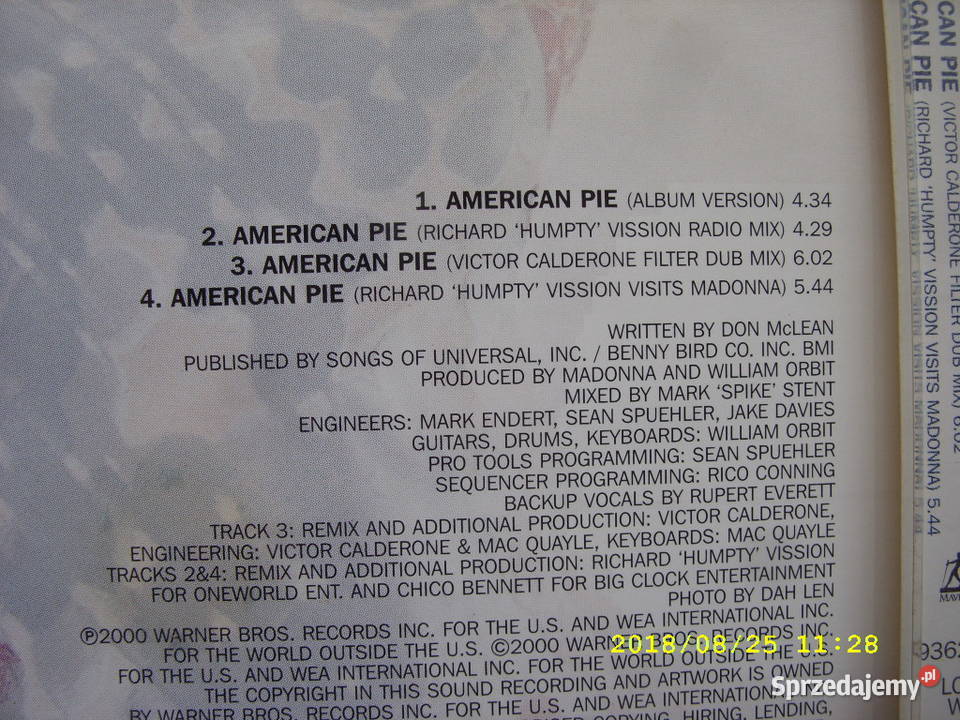 1. AMERICAN PIE (ALBUM VERSION) 4.34
2. AMERICAN PIE (RICHARD 'HUMPTY' VISSION RADIO MIX) 4.29
3. AMERICAN PIE (VICTOR CALDERONE FILTER DUB MIX) 6.02
4. AMERICAN PIE (RICHARD 'HUMPTY' VISSION VISITS MADONNA) 5.44
WRITTEN BY DON McLEAN
PUBLISHED BY SONGS OF UNIVERSAL, INC. / BENNY BIRD CO. INC. BMI
PRODUCED BY MADONNA AND WILLIAM ORBIT
MIXED BY MARK 'SPIKE' STENT
ENGINEERS: MARK ENDERT, SEAN SPUEHLER, JAKE DAVIES
GUITARS, DRUMS, KEYBOARDS: WILLIAM ORBIT
PRO TOOLS PROGRAMMING: SEAN SPUEHLER
SEQUENCER PROGRAMMING: RICO CONNING
BACKUP VOCALS BY RUPERT EVERETT
TRACK 3: REMIX AND ADDITIONAL PRODUCTION: VICTOR CALDERONE,
ENGINEERING: VICTOR CALDERONE & MAC QUAYLE, KEYBOARDS: MAC QUAYLE
TRACKS 2&4: REMIX AND ADDITIONAL PRODUCTION: RICHARD 'HUMPTY' VISSION
FOR ONEWORLD ENT. AND CHICO BENNETT FOR BIG CLOCK ENTERTAINMENT
PHOTO BY DAH LEN
℗2000 WARNER BROS. RECORDS INC. FOR THE U.S. AND WEA INTERNATIONAL INC.
FOR THE WORLD OUTSIDE THE U.S. ©2000 WARNER BROS. RECORDS INC.
FOR THE U.S. AND WEA INTERNATIONAL INC. FOR THE WORLD OUTSIDE THE U.S.
THE COPYRIGHT IN THIS SOUND RECORDING AND ARTWORK IS OWNED
BY WARNER BROS. RECORDS INC. FOR THE U.S. AND WEA INTERNATIONAL
COPYING, HIRING, LENDING,
2018/08/25 11:28
Sprzedajemy.pl
CAN PIE (VICTOR CALDERONE FILTER DUB MIX) 6.02
CAN PIE (RICHARD 'HUMPTY' VISSION VISITS MADONNA) 5.44